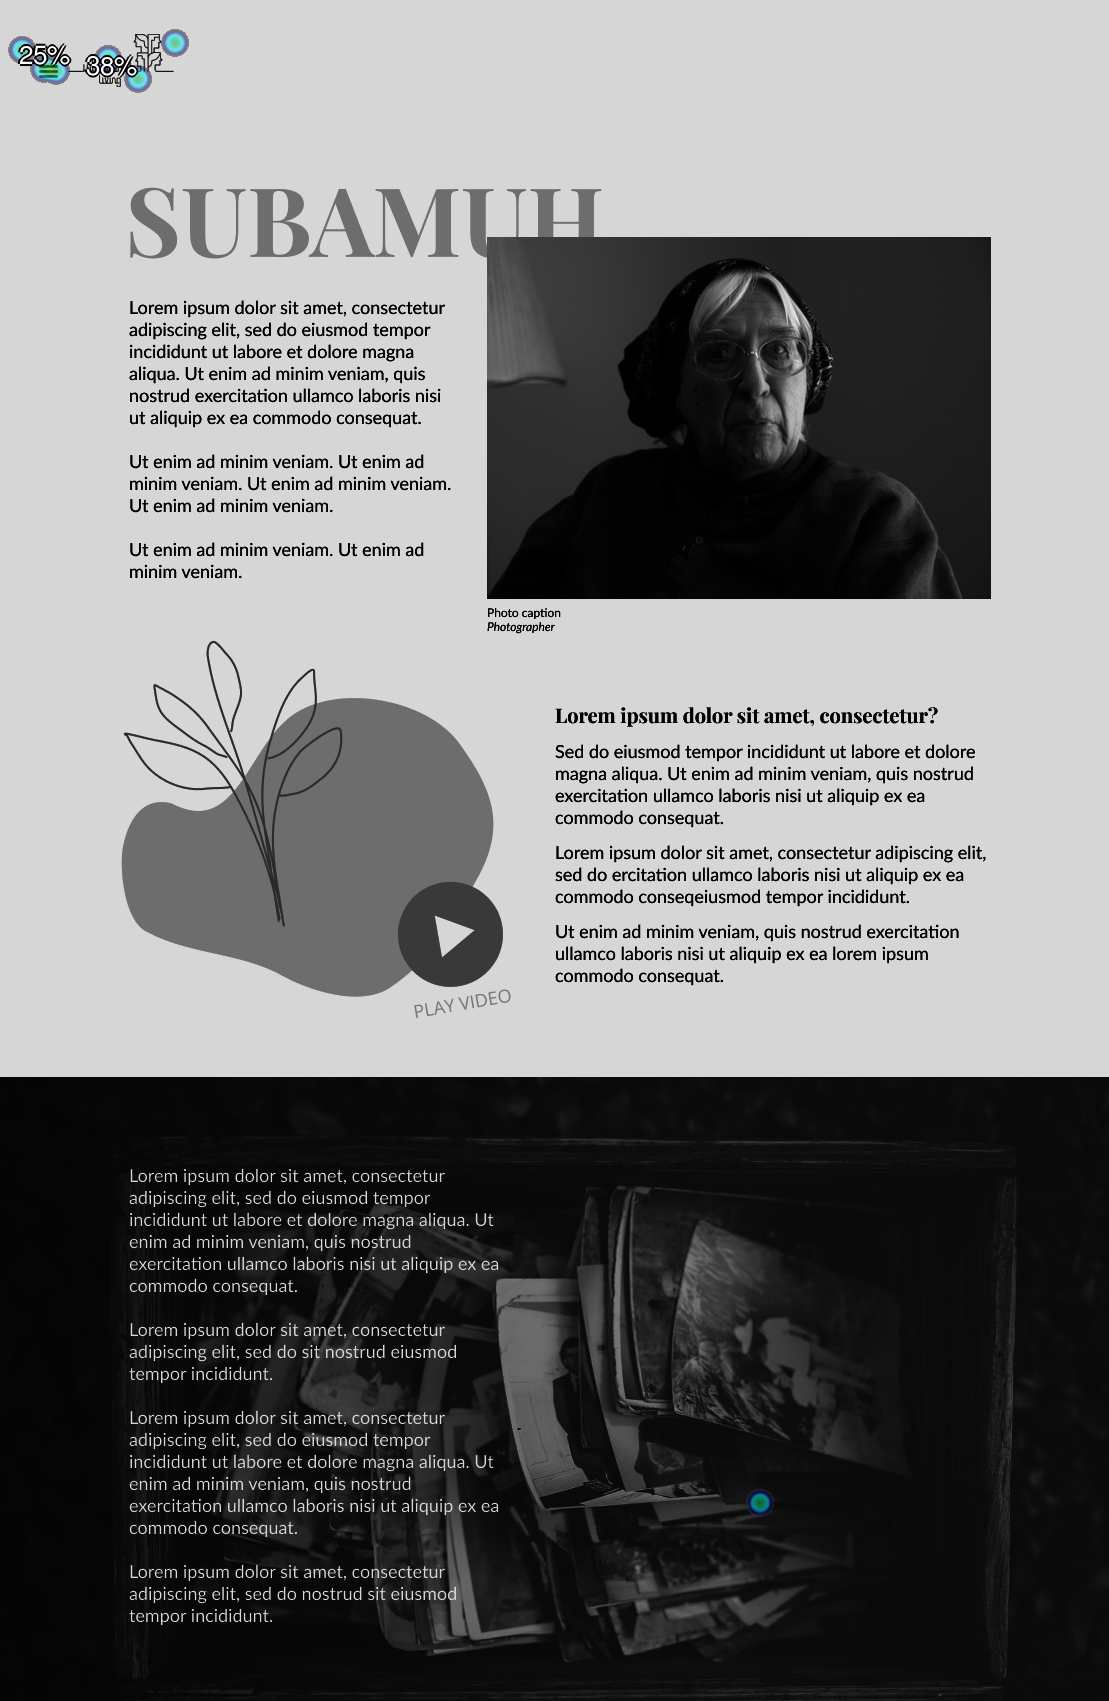 25%
38%
living
SUBAMUH
Lorem ipsum dolor sit amet, consectetur
adipiscing elit, sed do eiusmod tempor
incididunt ut labore et dolore magna
aliqua. Ut enim ad minim veniam, quis
nostrud exercitation ullamco laboris nisi
ut aliquip ex ea commodo consequat.
Ut enim ad minim veniam. Ut enim ad
minim veniam. Ut enim ad minim veniam.
Ut enim ad minim veniam.
Ut enim ad minim veniam. Ut enim ad
minim veniam.
Photo caption
Photographer
Lorem ipsum dolor sit amet, consectetur?
Sed do eiusmod tempor incididunt ut labore et dolore
magna aliqua. Ut enim ad minim veniam, quis nostrud
exercitation ullamco laboris nisi ut aliquip ex ea
commodo consequat.
Lorem ipsum dolor sit amet, consectetur adipiscing elit,
sed do ercitation ullamco laboris nisi ut aliquip ex ea
commodo conseqeiusmod tempor incididunt.
Ut enim ad minim veniam, quis nostrud exercitation
ullamco laboris nisi ut aliquip ex ea lorem ipsum
commodo consequat.
PLAY VIDEO
Lorem ipsum dolor sit amet, consectetur
adipiscing elit, sed do eiusmod tempor
incididunt ut labore et dolore magna aliqua. Ut
enim ad minim veniam, quis nostrud
exercitation ullamco laboris nisi ut aliquip ex ea
commodo consequat.
Lorem ipsum dolor sit amet, consectetur
adipiscing elit, sed do sit nostrud eiusmod
tempor incididunt.
Lorem ipsum dolor sit amet, consectetur
adipiscing elit, sed do eiusmod tempor
incididunt ut labore et dolore magna aliqua. Ut
enim ad minim veniam, quis nostrud
exercitation ullamco laboris nisi ut aliquip ex ea
commodo consequat.
Lorem ipsum dolor sit amet, consectetur
adipiscing elit, sed do nostrud sit eiusmod
tempor incididunt.